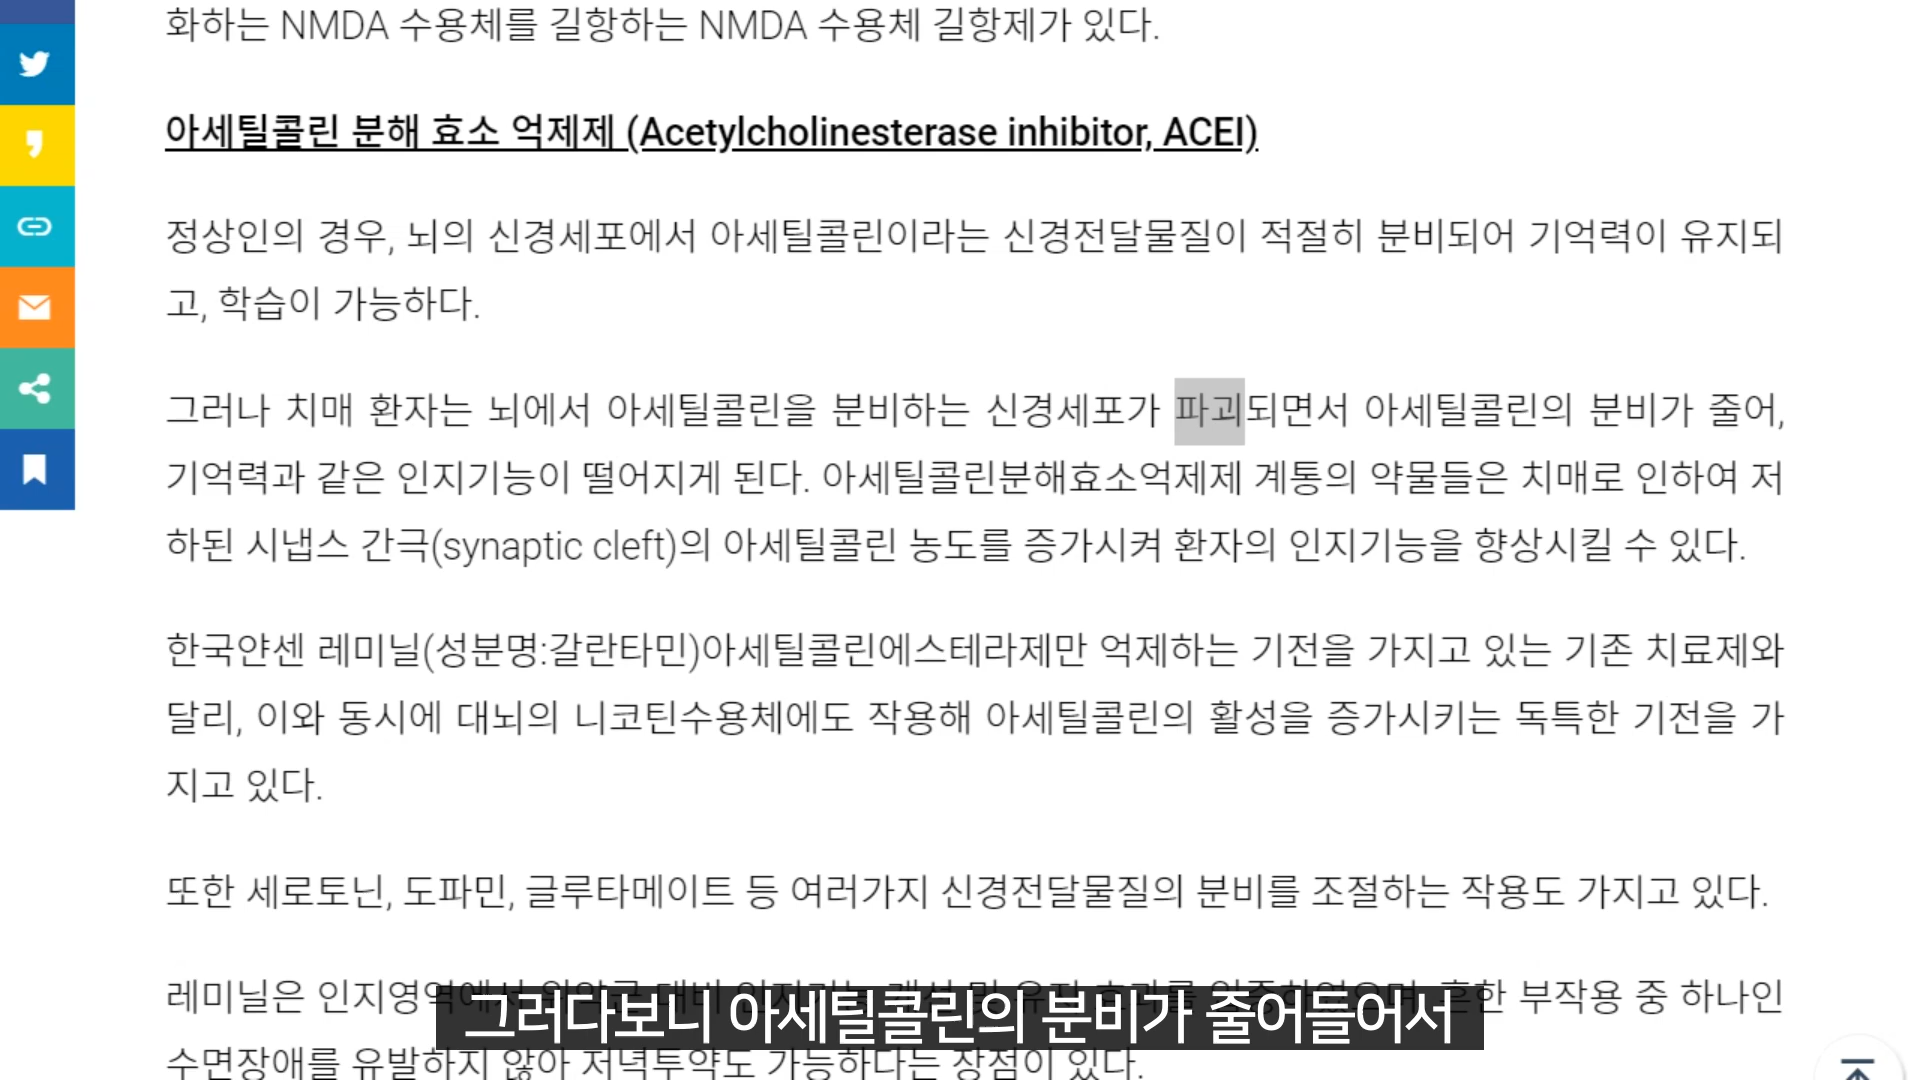 화하는 NMDA 수용체를 길항하는 NMDA 수용체 길항제가 있다.
아세틸콜린 분해 효소 억제제 (Acetylcholinesterase inhibitor, ACEI)
정상인의 경우, 뇌의 신경세포에서 아세틸콜린이라는 신경전달물질이 적절히 분비되어 기억력이 유지되
고, 학습이 가능하다.
그러나 치매 환자는 뇌에서 아세틸콜린을 분비하는 신경세포가 파괴되면서 아세틸콜린의 분비가 줄어,
기억력과 같은 인지기능이 떨어지게 된다. 아세틸콜린분해효소억제제 계통의 약물들은 치매로 인하여 저
하된 시냅스 간극(synaptic cleft)의 아세틸콜린 농도를 증가시켜 환자의 인지기능을 향상시킬 수 있다.
한국얀센 레미닐(성분명:갈란타민)아세틸콜린에스테라제만 억제하는 기전을 가지고 있는 기존 치료제와
달리, 이와 동시에 대뇌의 니코틴수용체에도 작용해 아세틸콜린의 활성을 증가시키는 독특한 기전을 가
지고 있다.
또한 세로토닌, 도파민, 글루타메이트 등 여러가지 신경전달물질의 분비를 조절하는 작용도 가지고 있다.
레미닐은 인지영역에서 부작용 중 하나인
그러다보니 아세틸콜린의 분비가 줄어들어서
수면장애를 유발하지 않아 저녁투약도 가능하다는 장점이 있다.